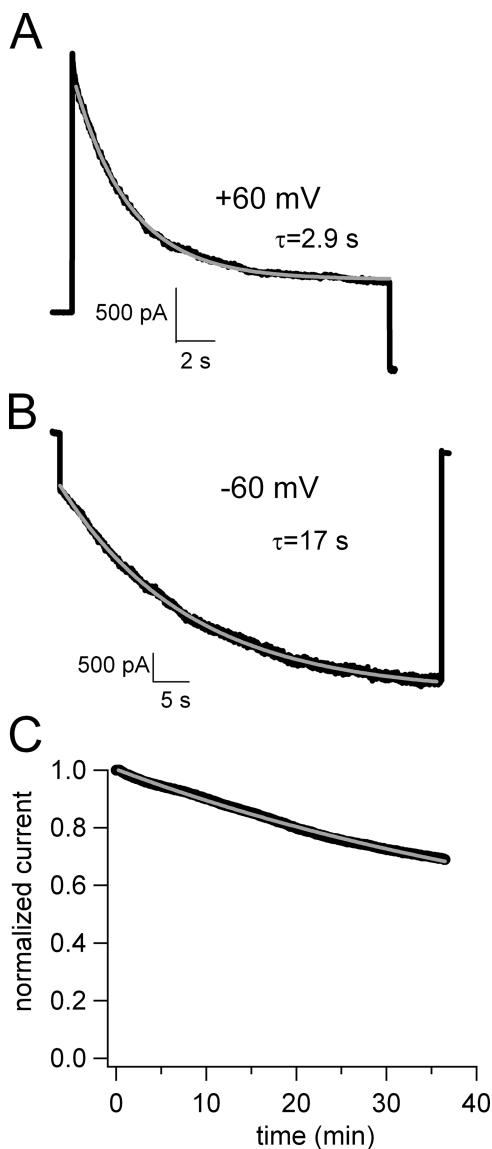 A
+60 mV
τ=2.9 s
500 pA
2 s
B
-60 mV
τ=17 s
500 pA
5 s
C
1.0
0.8
0.6
0.4
0.2
0.0
normalized current
0 10 20 30 40
time (min)